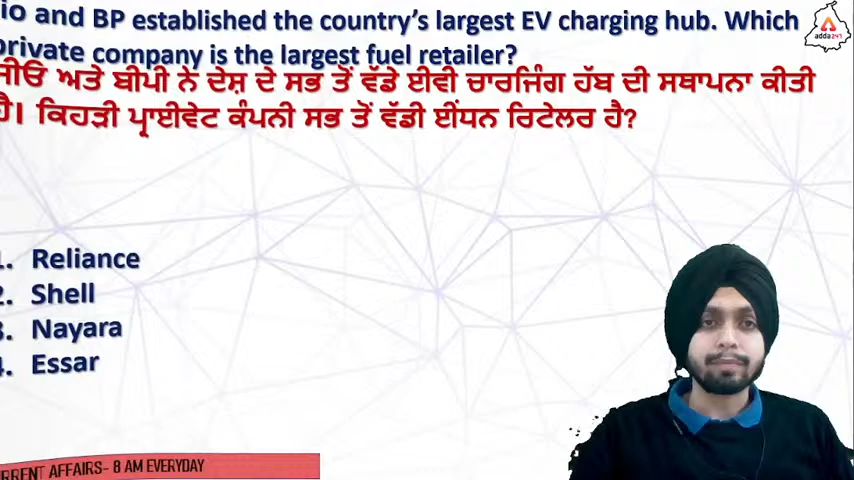 io and BP established the country's largest EV charging hub. Which
private company is the largest fuel retailer?
ਜੀਓ ਅਤੇ ਬੀਪੀ ਨੇ ਦੇਸ਼ ਦੇ ਸਭ ਤੋਂ ਵੱਡੇ ਈਵੀ ਚਾਰਜਿੰਗ ਹੱਬ ਦੀ ਸਥਾਪਨਾ ਕੀਤੀ
ਹੈ। ਕਿਹੜੀ ਪ੍ਰਾਈਵੇਟ ਕੰਪਨੀ ਸਭ ਤੋਂ ਵੱਡੀ ਈਂਧਨ ਰਿਟੇਲਰ ਹੈ?
1. Reliance
2. Shell
3. Nayara
4. Essar
RRENT AFFAIRS- 8 AM EVERYDAY
adda247